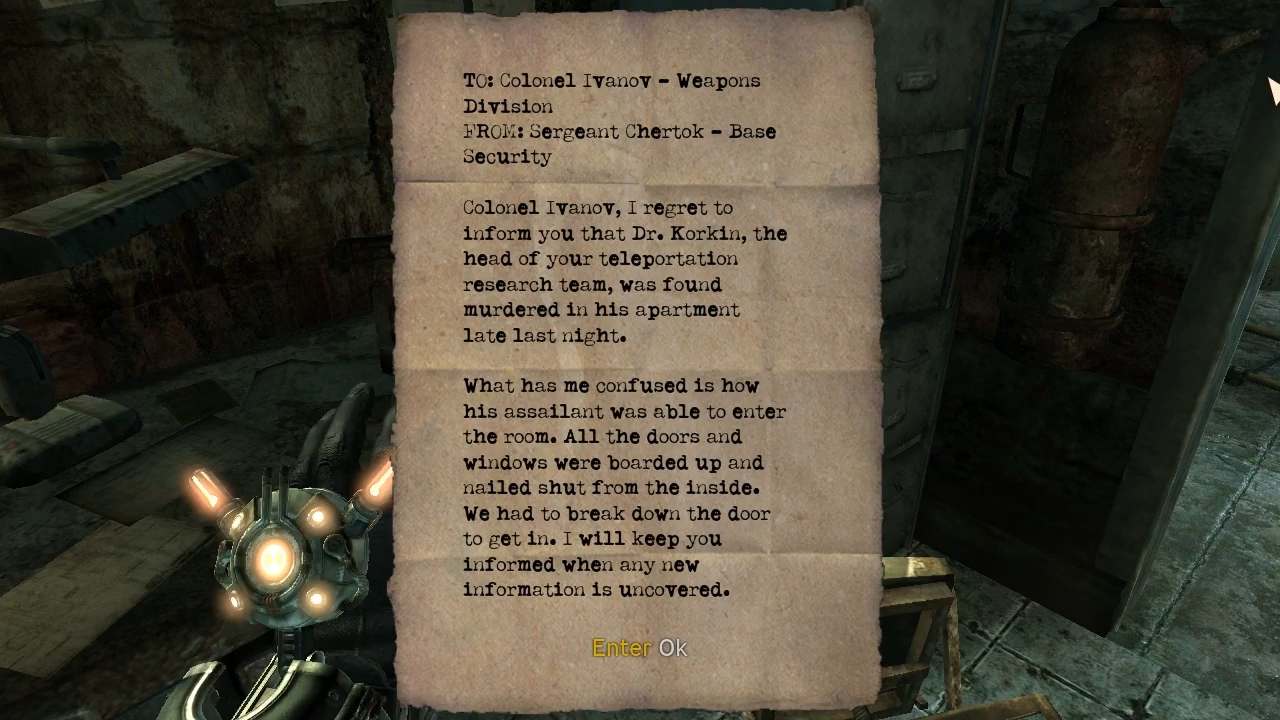 TO: Colonel Ivanov - Weapons
Division
FROM: Sergeant Chertok - Base
Security
Colonel Ivanov, I regret to
inform you that Dr. Korkin, the
head of your teleportation
research team, was found
murdered in his apartment
late last night.
What has me confused is how
his assailant was able to enter
the room. All the doors and
windows were boarded up and
nailed shut from the inside.
We had to break down the door
to get in. I will keep you
informed when any new
information is uncovered.
Enter Ok